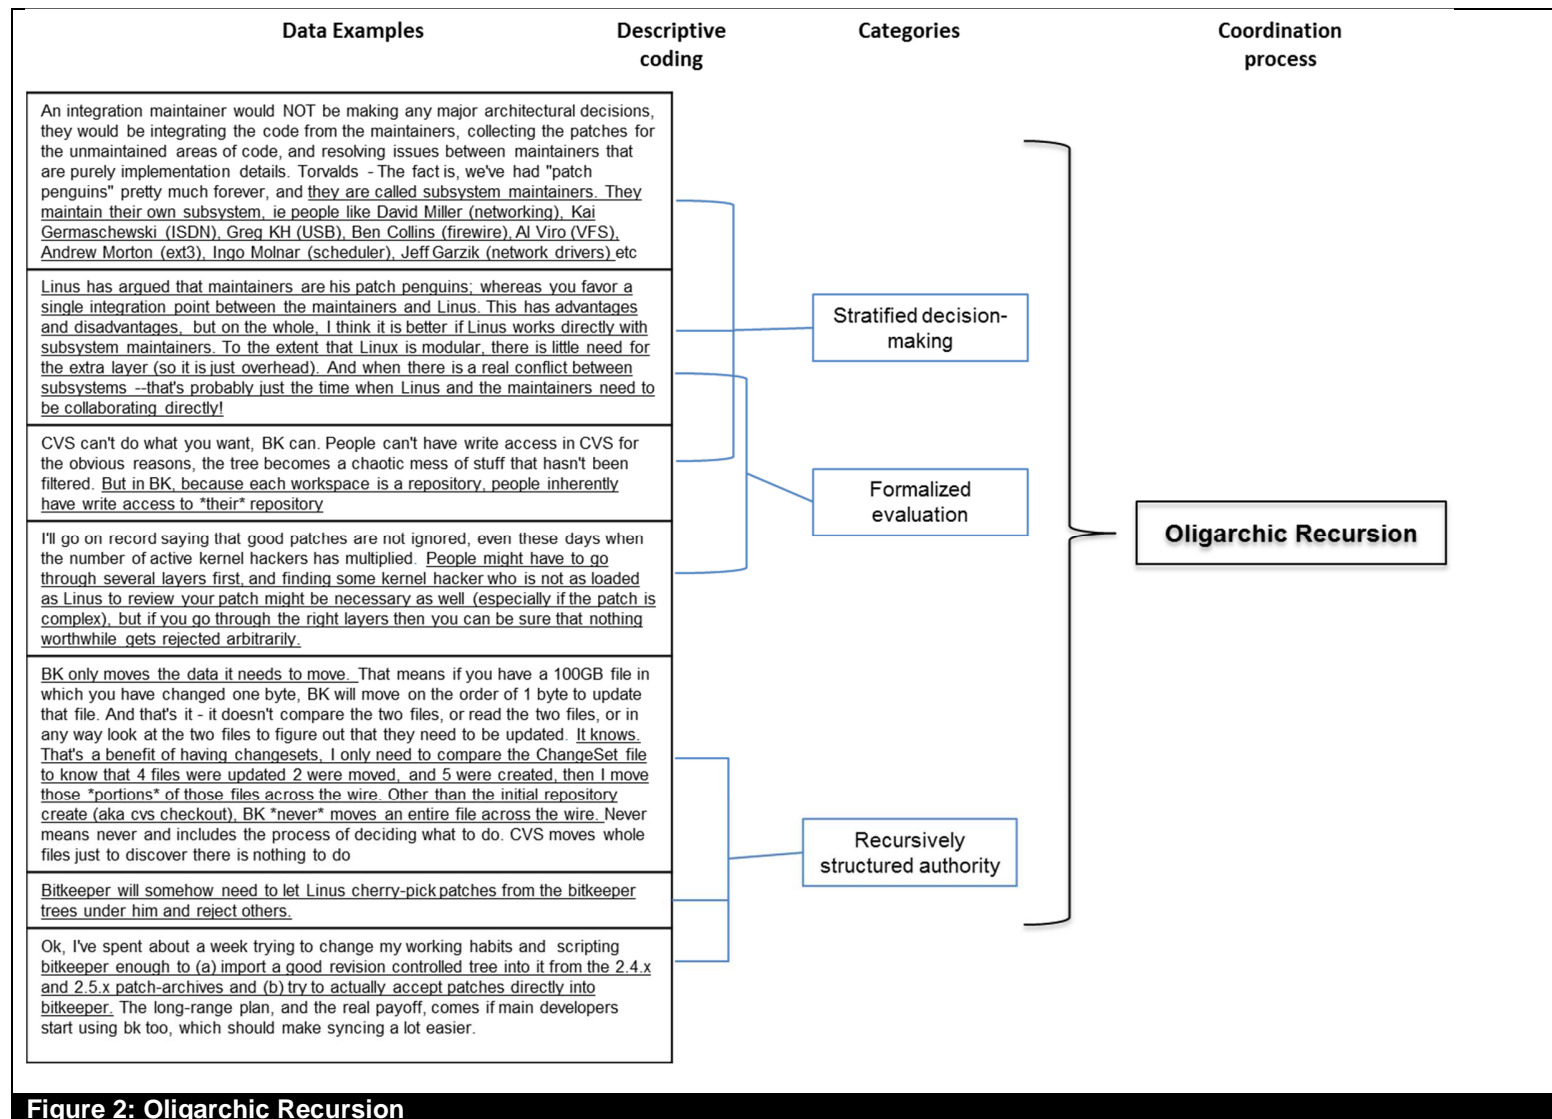 Data Examples
Descriptive
coding
Categories
Coordination
process
An integration maintainer would NOT be making any major architectural decisions,
they would be integrating the code from the maintainers, collecting the patches for
the unmaintained areas of code, and resolving issues between maintainers that
are purely implementation details. Torvalds - The fact is, we've had "patch
penguins" pretty much forever, and they are called subsystem maintainers. They
maintain their own subsystem, ie people like David Miller (networking), Kai
Germaschewski (ISDN), Greg KH (USB), Ben Collins (firewire), Al Viro (VFS),
Andrew Morton (ext3), Ingo Molnar (scheduler), Jeff Garzik (network drivers) etc
Linus has argued that maintainers are his patch penguins; whereas you favor a
single integration point between the maintainers and Linus. This has advantages
and disadvantages, but on the whole, I think it is better if Linus works directly with
subsystem maintainers. To the extent that Linux is modular, there is little need for
the extra layer (so it is just overhead). And when there is a real conflict between
subsystems --that's probably just the time when Linus and the maintainers need to
be collaborating directly!
CVS can't do what you want, BK can. People can't have write access in CVS for
the obvious reasons, the tree becomes a chaotic mess of stuff that hasn't been
filtered. But in BK, because each workspace is a repository, people inherently
have write access to *their* repository
I'll go on record saying that good patches are not ignored, even these days when
the number of active kernel hackers has multiplied. People might have to go
through several layers first, and finding some kernel hacker who is not as loaded
as Linus to review your patch might be necessary as well (especially if the patch is
complex), but if you go through the right layers then you can be sure that nothing
worthwhile gets rejected arbitrarily.
BK only moves the data it needs to move. That means if you have a 100GB file in
which you have changed one byte, BK will move on the order of 1 byte to update
that file. And that's it - it doesn't compare the two files, or read the two files, or in
any way look at the two files to figure out that they need to be updated. It knows.
That's a benefit of having changesets, I only need to compare the ChangeSet file
to know that 4 files were updated 2 were moved, and 5 were created, then I move
those *portions* of those files across the wire. Other than the initial repository
create (aka cvs checkout), BK *never* moves an entire file across the wire. Never
means never and includes the process of deciding what to do. CVS moves whole
files just to discover there is nothing to do
Bitkeeper will somehow need to let Linus cherry-pick patches from the bitkeeper
trees under him and reject others.
Ok, I've spent about a week trying to change my working habits and scripting
bitkeeper enough to (a) import a good revision controlled tree into it from the 2.4.x
and 2.5.x patch-archives and (b) try to actually accept patches directly into
bitkeeper. The long-range plan, and the real payoff, comes if main developers
start using bk too, which should make syncing a lot easier.
Stratified decision-
making
Formalized
evaluation
Recursively
structured authority
Oligarchic Recursion
Figure 2: Oligarchic Recursion